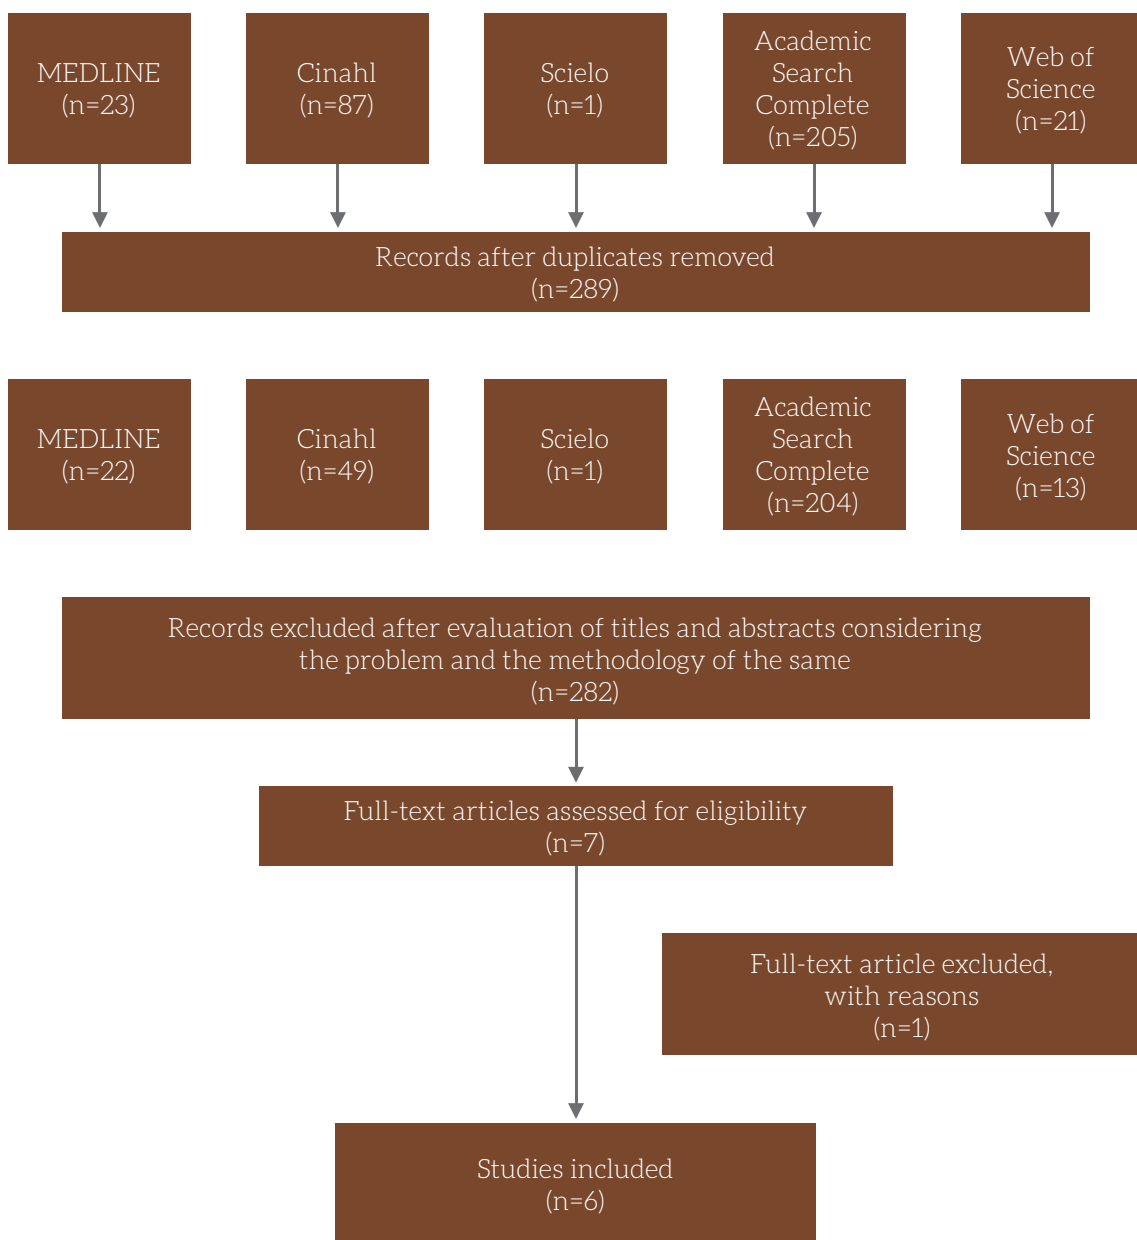 MEDLINE
(n=23)
Cinahl
(n=87)
Scielo
(n=1)
Academic
Search
Complete
(n=205)
Web of
Science
(n=21)
Records after duplicates removed
(n=289)
MEDLINE
(n=22)
Cinahl
(n=49)
Scielo
(n=1)
Academic
Search
Complete
(n=204)
Web of
Science
(n=13)
Records excluded after evaluation of titles and abstracts considering
the problem and the methodology of the same
(n=282)
Full-text articles assessed for eligibility
(n=7)
Full-text article excluded,
with reasons
(n=1)
Studies included
(n=6)